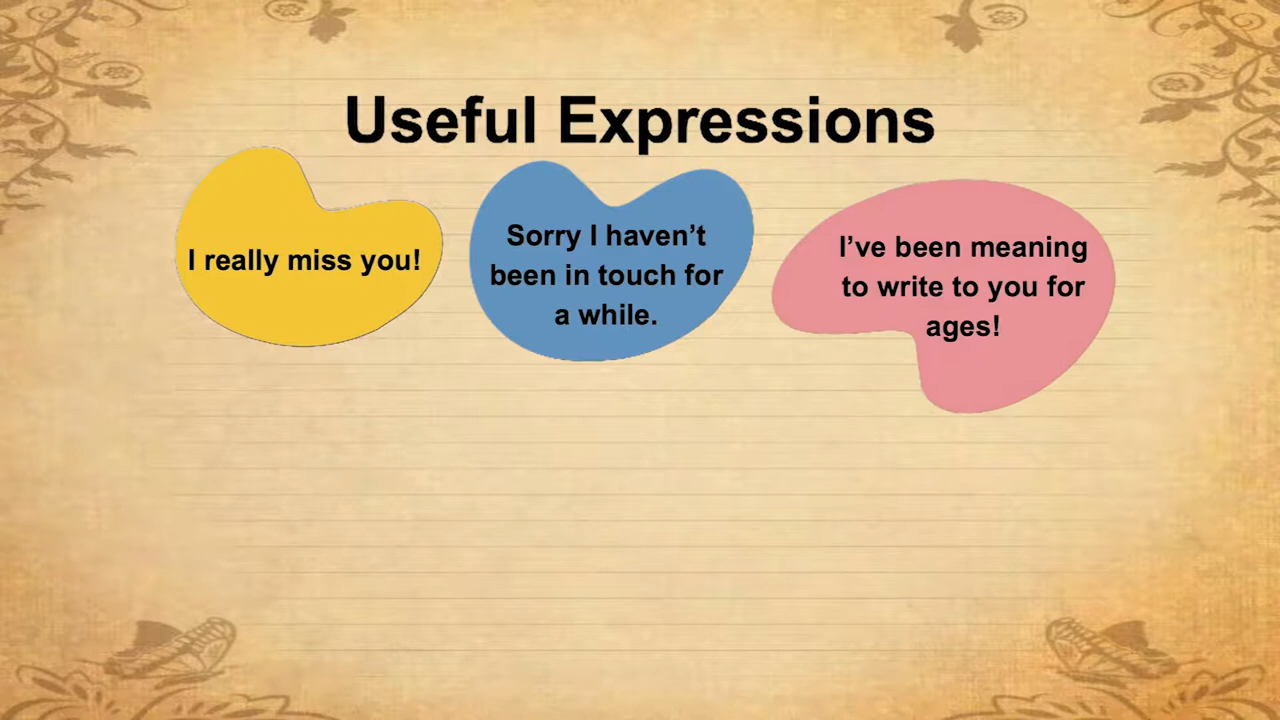 Useful Expressions
I really miss you!
Sorry I haven’t
been in touch for
a while.
I’ve been meaning
to write to you for
ages!